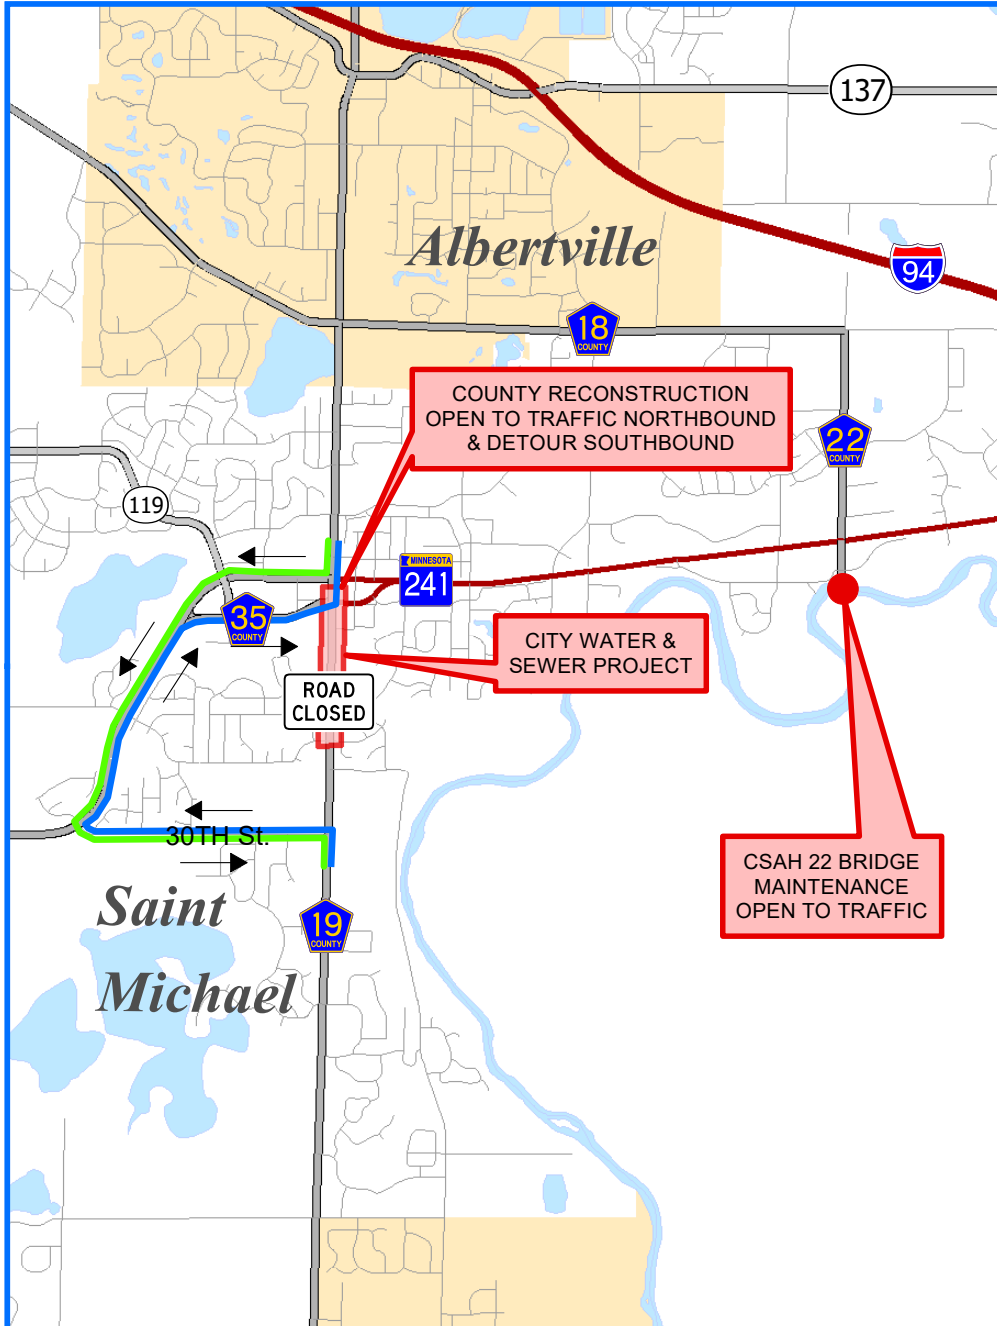 137
Albertville
94
18
COUNTY
COUNTY RECONSTRUCTION
OPEN TO TRAFFIC NORTHBOUND
& DETOUR SOUTHBOUND
22
COUNTY
119
MINNESOTA
241
35
COUNTY
CITY WATER &
SEWER PROJECT
ROAD
CLOSED
30TH St.
CSAH 22 BRIDGE
MAINTENANCE
OPEN TO TRAFFIC
Saint
Michael
19
COUNTY